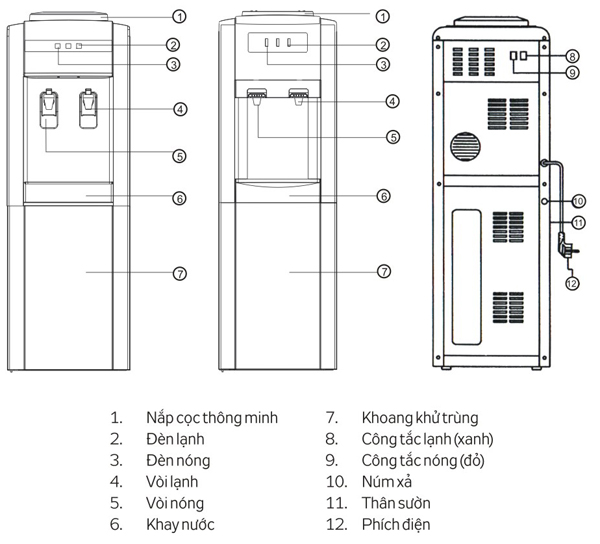 1
2
3
4
5
6
7
1
2
3
4
5
6
7
8
9
10
11
12
1. Nắp cọc thông minh
2. Đèn lạnh
3. Đèn nóng
4. Vòi lạnh
5. Vòi nóng
6. Khay nước
7. Khoang khử trùng
8. Công tắc lạnh (xanh)
9. Công tắc nóng (đỏ)
10. Núm xả
11. Thân sườn
12. Phích điện